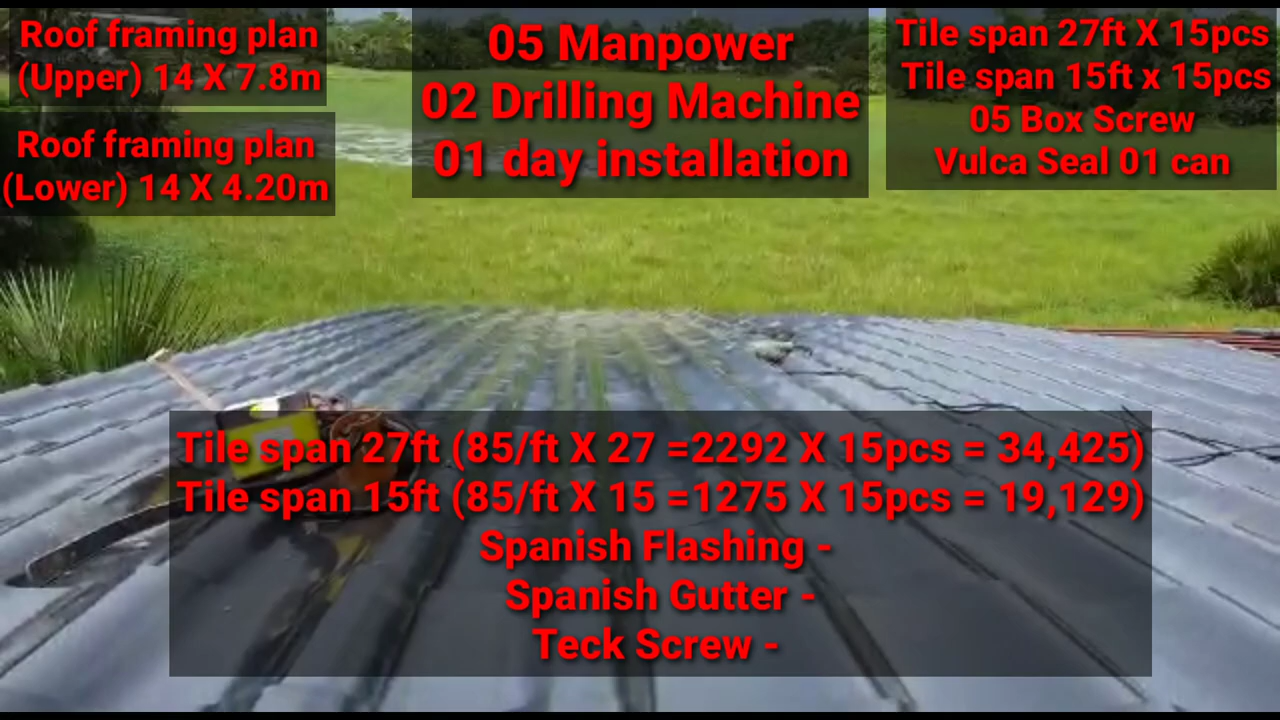 Roof framing plan
(Upper) 14 X 7.8m
Roof framing plan
(Lower) 14 X 4.20m
05 Manpower
02 Drilling Machine
01 day installation
Tile span 27ft X 15pcs
Tile span 15ft x 15pcs
05 Box Screw
Vulca Seal 01 can
Tile span 27ft (85/ft X 27 =2292 X 15pcs = 34,425)
Tile span 15ft (85/ft X 15 =1275 X 15pcs = 19,129)
Spanish Flashing -
Spanish Gutter -
Teck Screw -